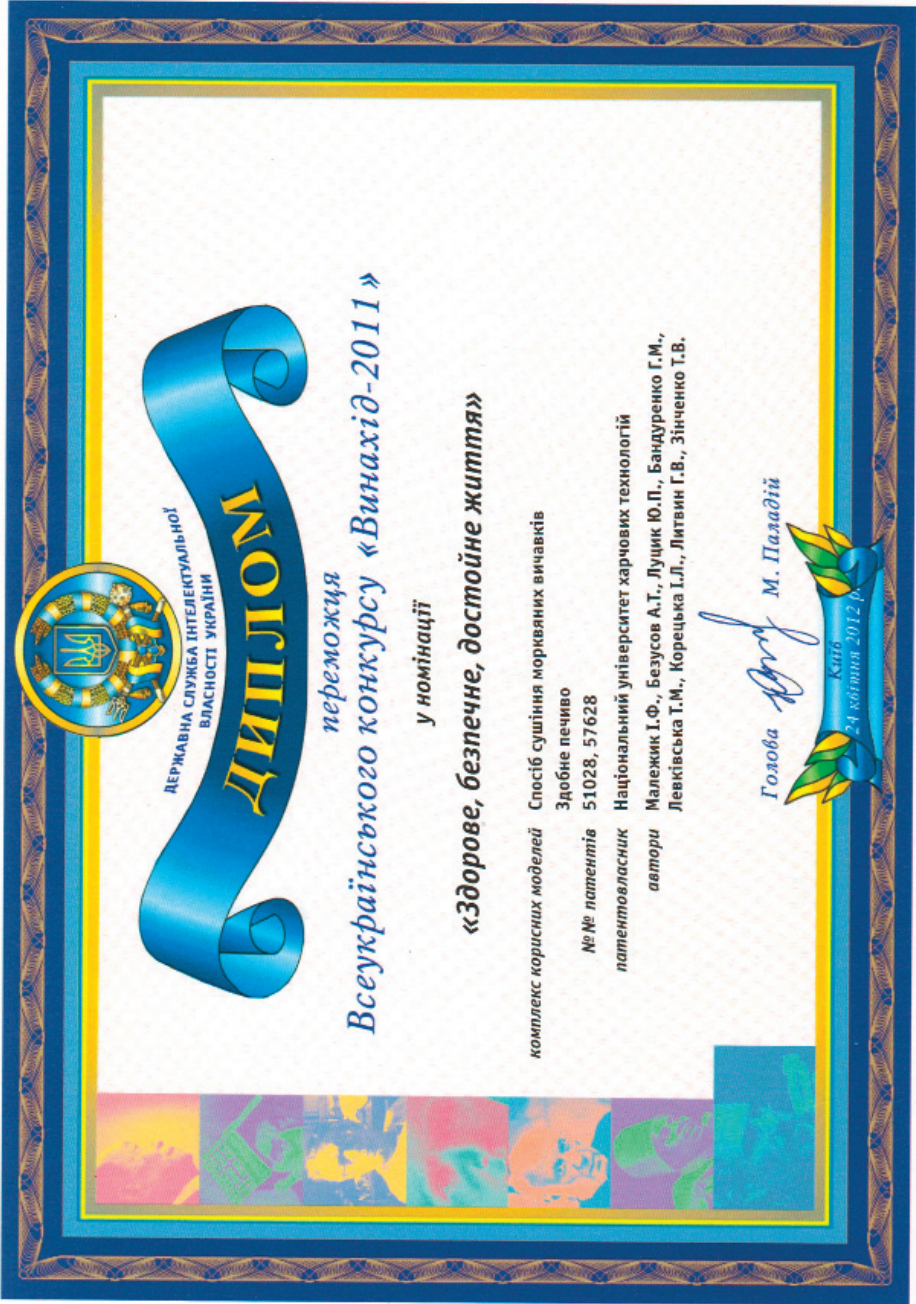 ДЕРЖАВНА СЛУЖБА ІНТЕЛЕКТУАЛЬНОЇ
ВЛАСНОСТІ УКРАЇНИ
ДИПЛОМ
переможця
Всеукраїнського конкурсу «Винахід-2011»
у номінації
«Здорове, безпечне, достойне життя»
комплекс корисних моделей Спосіб сушіння морквяних вичавків
Здобне печиво
№№ патентів 51028, 57628
патентовласник Національний університет харчових технологій
автори Малежик І.Ф., Безусов А.Т., Луцик Ю.П., Бандуренко Г.М.,
Левківська Т.М., Корецька І.Л., Литвин Г.В., Зінченко Т.В.
Голова М. Паладій
Київ
24 квітня 2012 р.